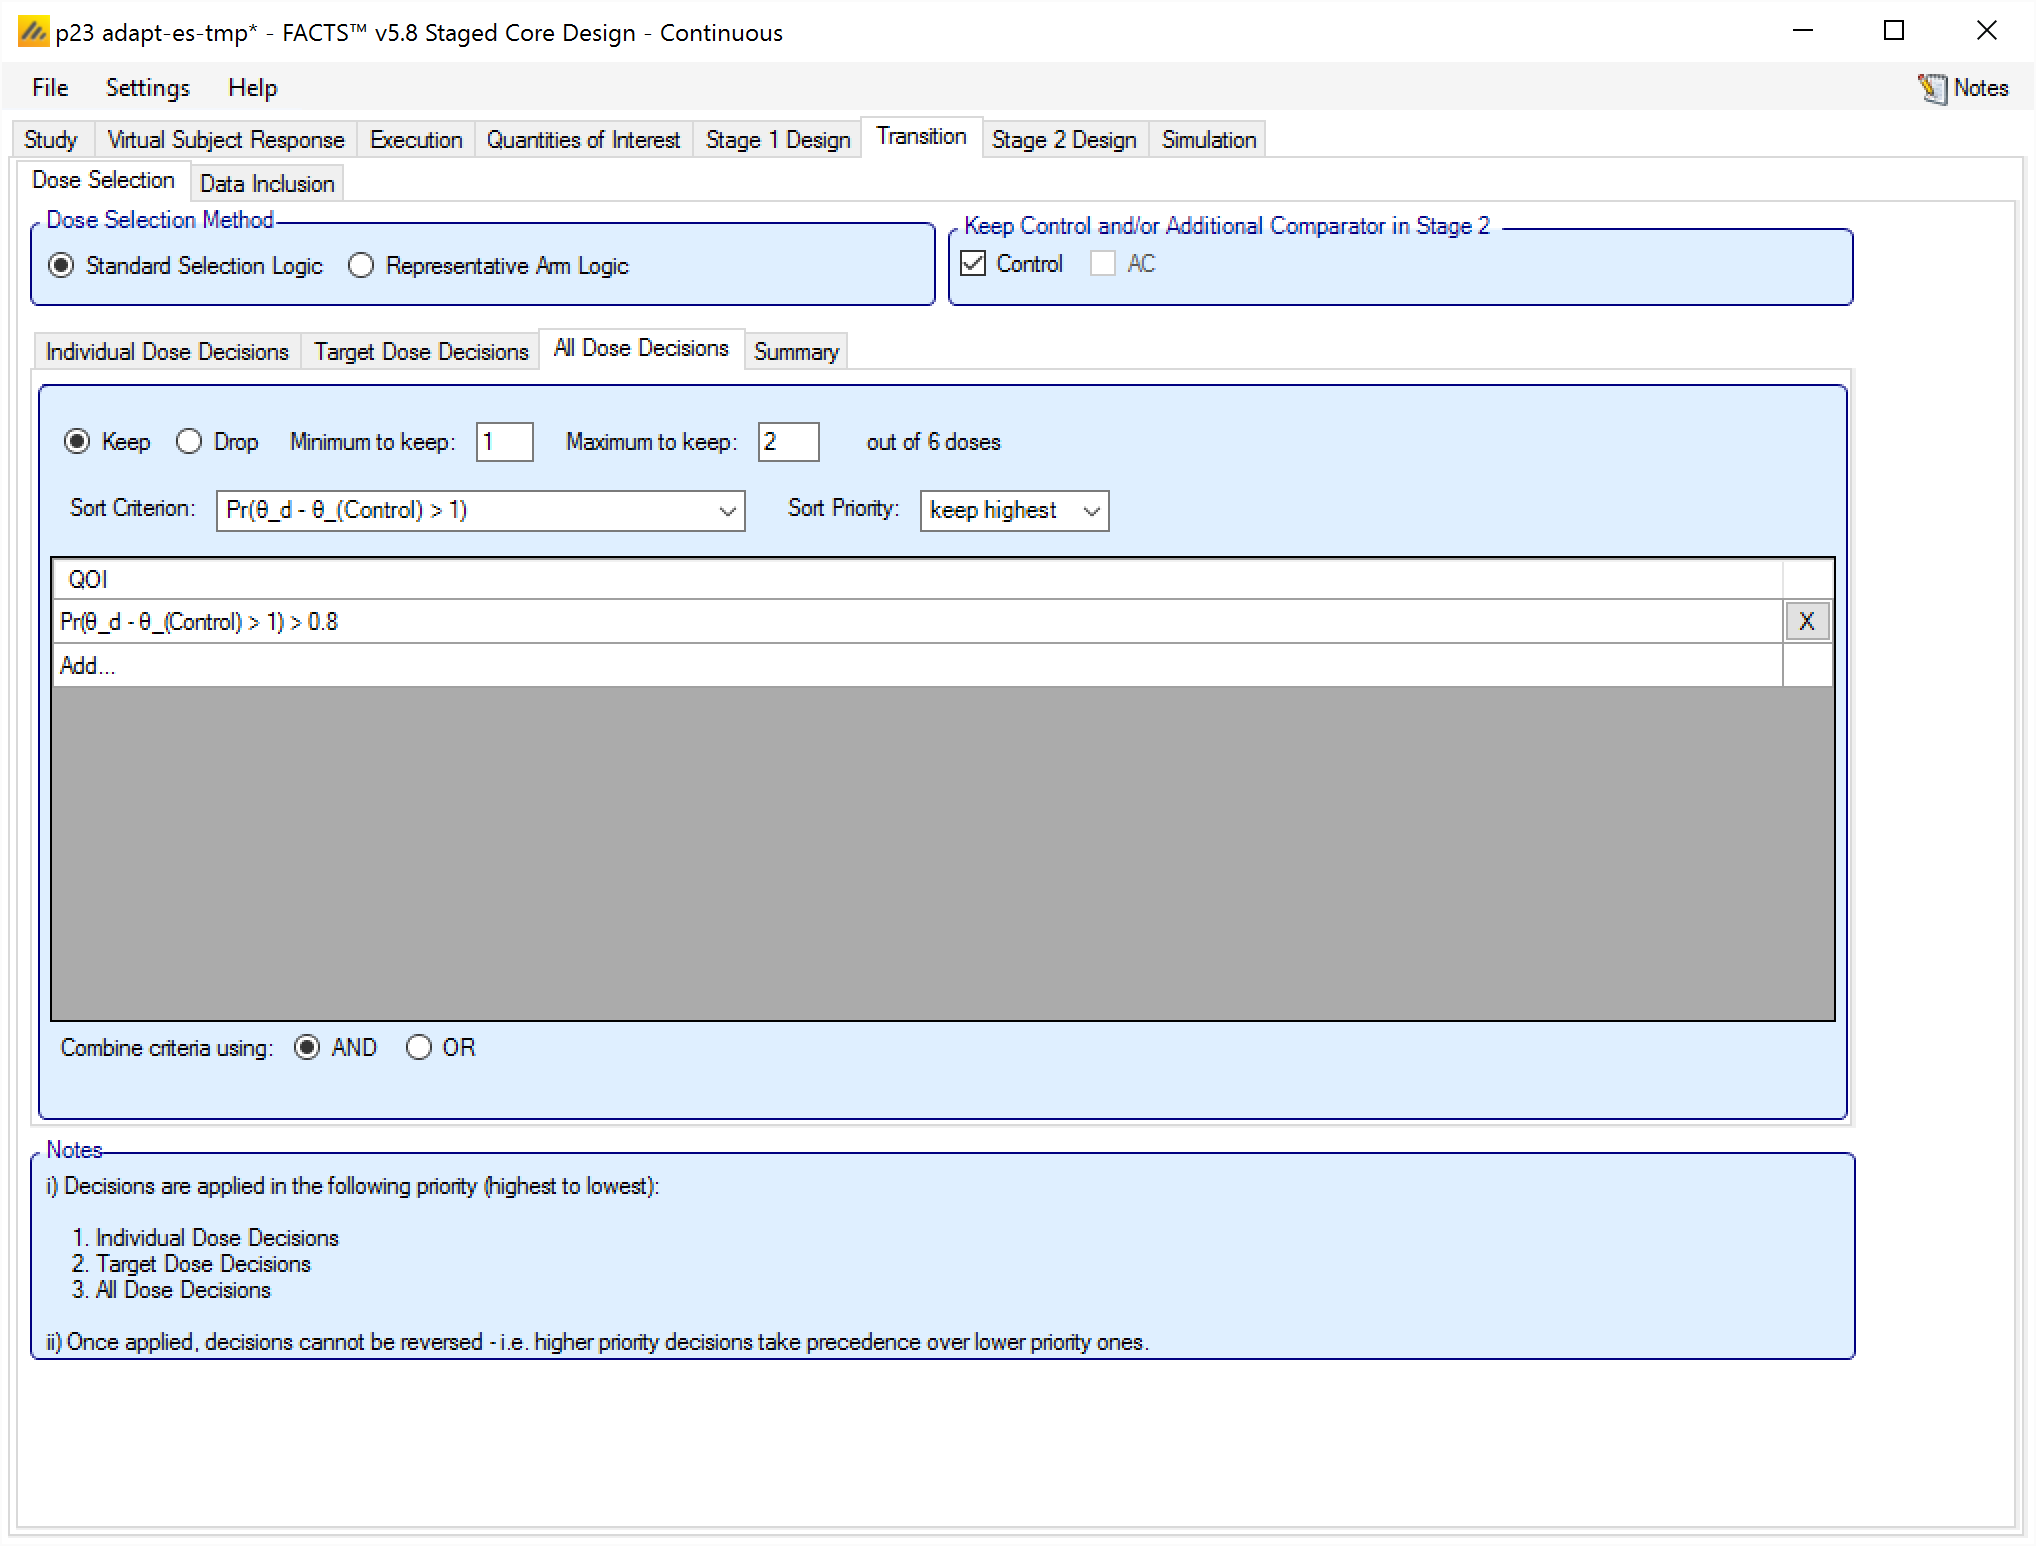 p23 adapt-es-tmp* - FACTS™ v5.8 Staged Core Design - Continuous
File Settings Help Notes
Study Virtual Subject Response Execution Quantities of Interest Stage 1 Design Transition Stage 2 Design Simulation
Dose Selection Data Inclusion
Dose Selection Method
Standard Selection Logic Representative Arm Logic
Keep Control and/or Additional Comparator in Stage 2
Control AC
Individual Dose Decisions Target Dose Decisions All Dose Decisions Summary
Keep Drop Minimum to keep: 1 Maximum to keep: 2 out of 6 doses
Sort Criterion: Pr(θ_d - θ_(Control) > 1) Sort Priority: keep highest
QOI
Pr(θ_d - θ_(Control) > 1) > 0.8 X
Add...
Combine criteria using: AND OR
Notes
i) Decisions are applied in the following priority (highest to lowest):
1. Individual Dose Decisions
2. Target Dose Decisions
3. All Dose Decisions
ii) Once applied, decisions cannot be reversed - i.e. higher priority decisions take precedence over lower priority ones.